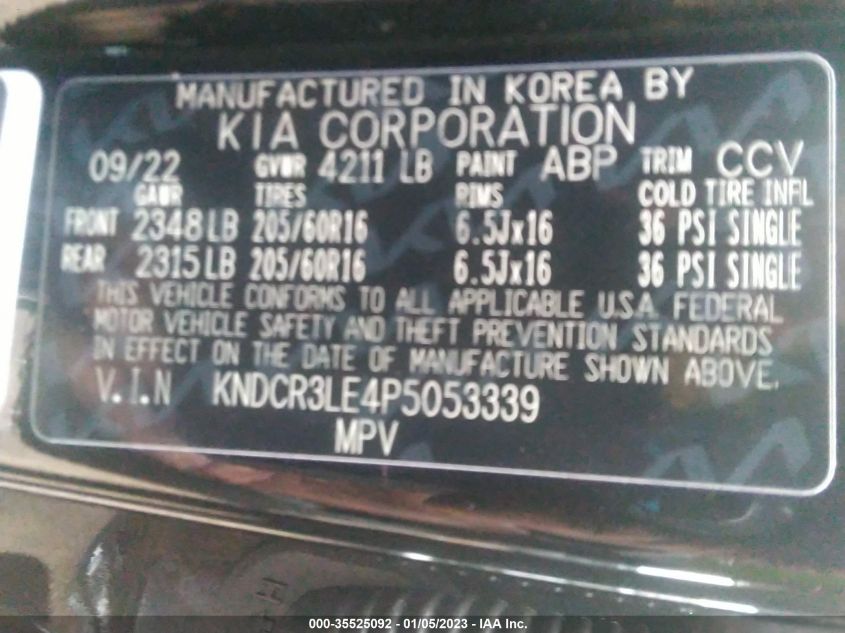 MANUFACTURED IN KOREA BY
KIA CORPORATION
09/22 GVWR 4211 LB PAINT ABP TRIM CCV
GAWR TIRES RIMS COLD TIRE INFL
FRONT 2348 LB 205/60R16 6.5Jx16 36 PSI SINGLE
REAR 2315 LB 205/60R16 6.5Jx16 36 PSI SINGLE
THIS VEHICLE CONFORMS TO ALL APPLICABLE U.S.A. FEDERAL
MOTOR VEHICLE SAFETY AND THEFT PREVENTION STANDARDS
IN EFFECT ON THE DATE OF MANUFACTURE SHOWN ABOVE.
V.I.N KNDCR3LE4P5053339
MPV
000-35525092 - 01/05/2023 - IAA Inc.